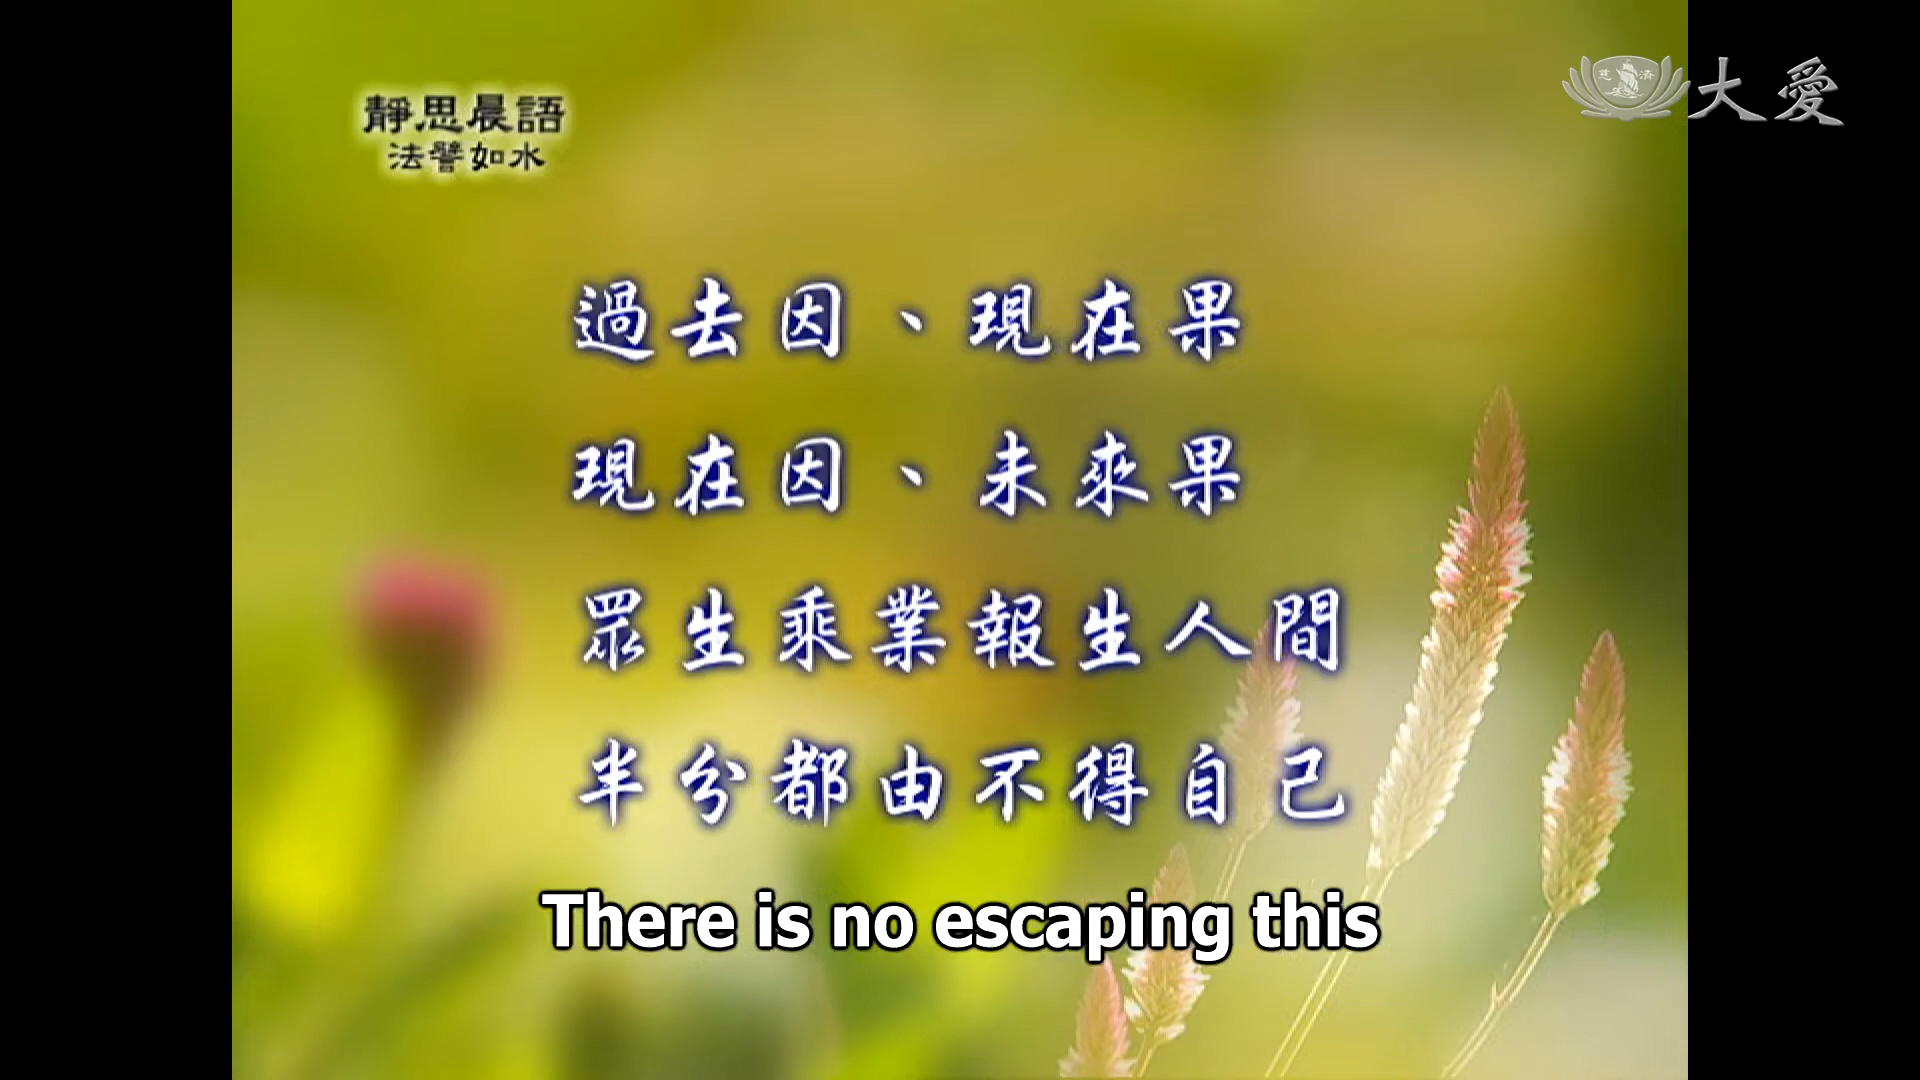 靜思晨語
法譬如水
慈濟
大愛
過去因、現在果
現在因、未來果
眾生乘業報生人間
半分都由不得自己
There is no escaping this